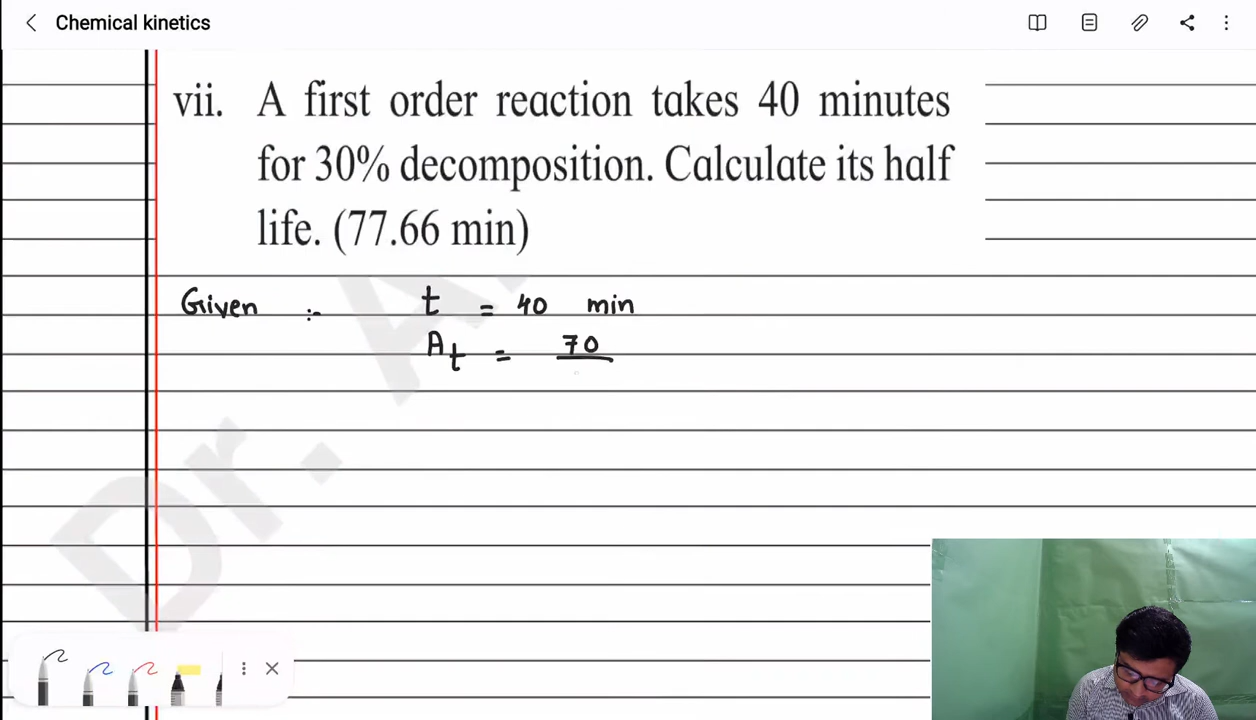 Chemical kinetics
vii. A first order reaction takes 40 minutes
for 30% decomposition. Calculate its half
life. (77.66 min)
Given :- t = 40 min
At = 70
Dr. A